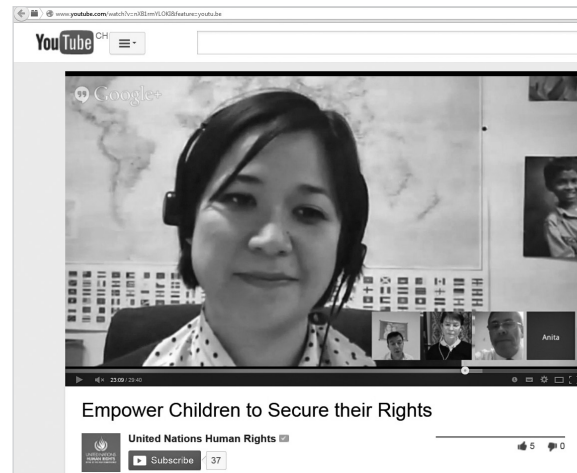 www.youtube.com/watch?v=nXB1rmYLOK8&feature=youtu.be
YouTube CH
Google+
Anita
23:09 / 29:40
Empower Children to Secure their Rights
United Nations Human Rights
Subscribe 37
5 0